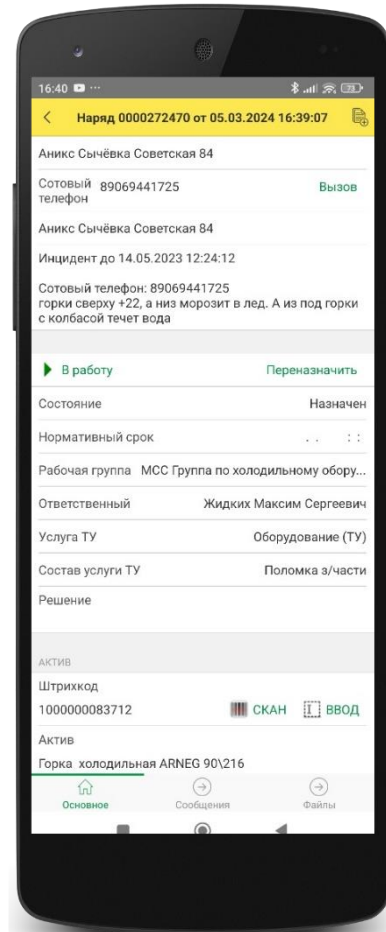 16:40 ...
73
Наряд 0000272470 от 05.03.2024 16:39:07
Аникс Сычёвка Советская 84
Сотовый телефон 89069441725 Вызов
Аникс Сычёвка Советская 84
Инцидент до 14.05.2023 12:24:12
Сотовый телефон: 89069441725
горки сверху +22, а низ морозит в лед. А из под горки
с колбасой течет вода
В работу Переназначить
Состояние Назначен
Нормативный срок . . : :
Рабочая группа МСС Группа по холодильному обору...
Ответственный Жидких Максим Сергеевич
Услуга ТУ Оборудование (ТУ)
Состав услуги ТУ Поломка з/части
Решение
АКТИВ
Штрихкод
1000000083712 СКАН ВВОД
Актив
Горка холодильная ARNEG 90\216
Основное Сообщения Файлы